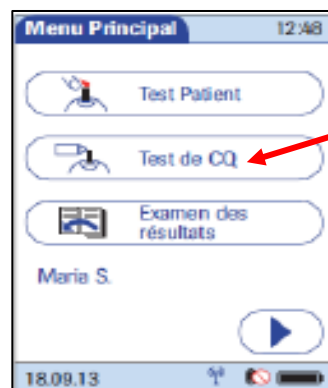 Menu Principal 12:48
Test Patient
Test de CQ
Examen des
résultats
Maria S.
18.09.13